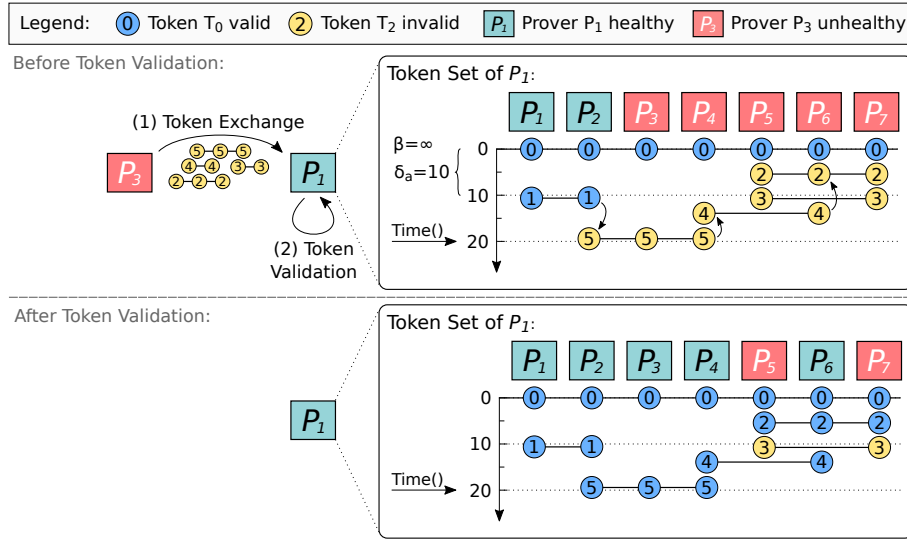 Legend: 0 Token T0 valid 2 Token T2 invalid P1 Prover P1 healthy P3 Prover P3 unhealthy
Before Token Validation:
Token Set of P1:
P1 P2 P3 P4 P5 P6 P7
(1) Token Exchange
5 5 5
4 4 3 3
2 2 2
P3
P1
(2) Token
Validation
β=∞
δa=10
0 0 0 0 0 0 0 0
2 2 2
10 1 1 3 3
4 4
Time() 20 5 5 5
After Token Validation:
Token Set of P1:
P1 P2 P3 P4 P5 P6 P7
P1
0 0 0 0 0 0 0 0
2 2 2
10 1 1 3 3
4 4
Time() 20 5 5 5